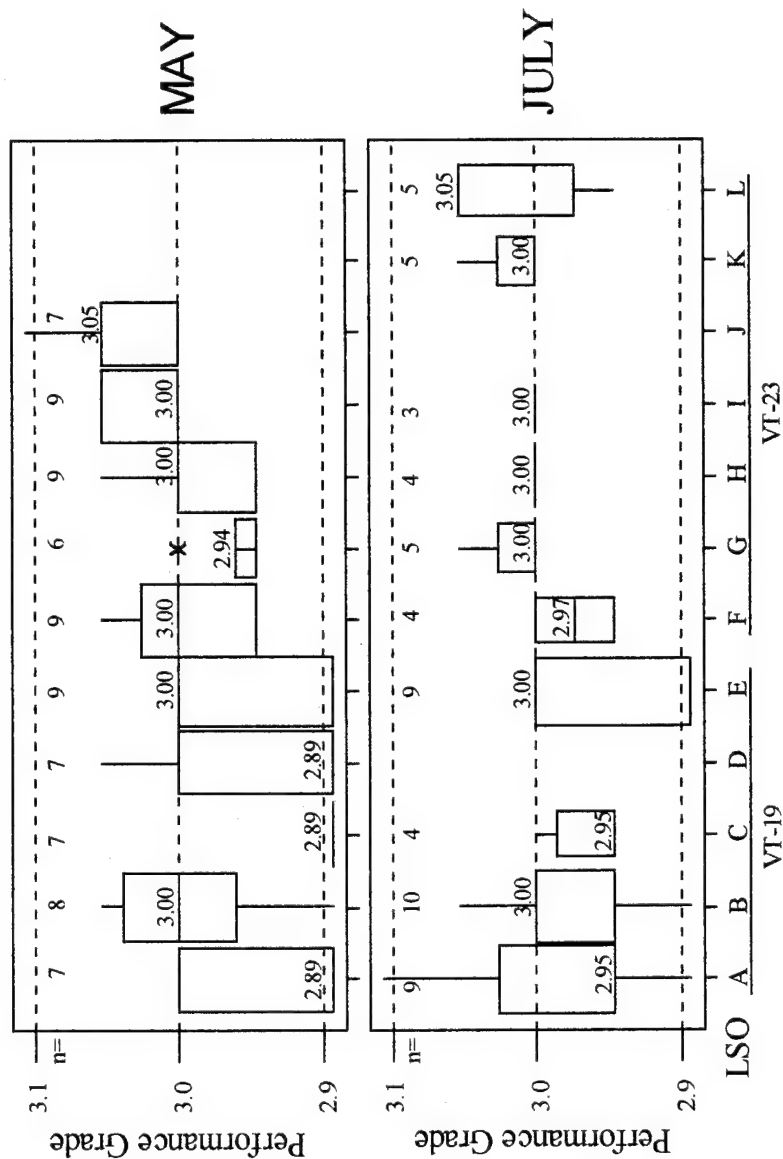 MAY
Performance Grade
3.1
3.0
2.9
n= 7 8 7 7 9 9 6 9 9 7
2.89 3.00 2.89 2.89 3.00 3.00 2.94 3.00 3.00 3.05
JULY
Performance Grade
3.1
3.0
2.9
9 10 4 9 4 5 4 3 5 5
2.95 3.00 2.95 3.00 2.97 3.00 3.00 3.00 3.00 3.05
LSO A B C D E F G H I J K L
VT-19 VT-23